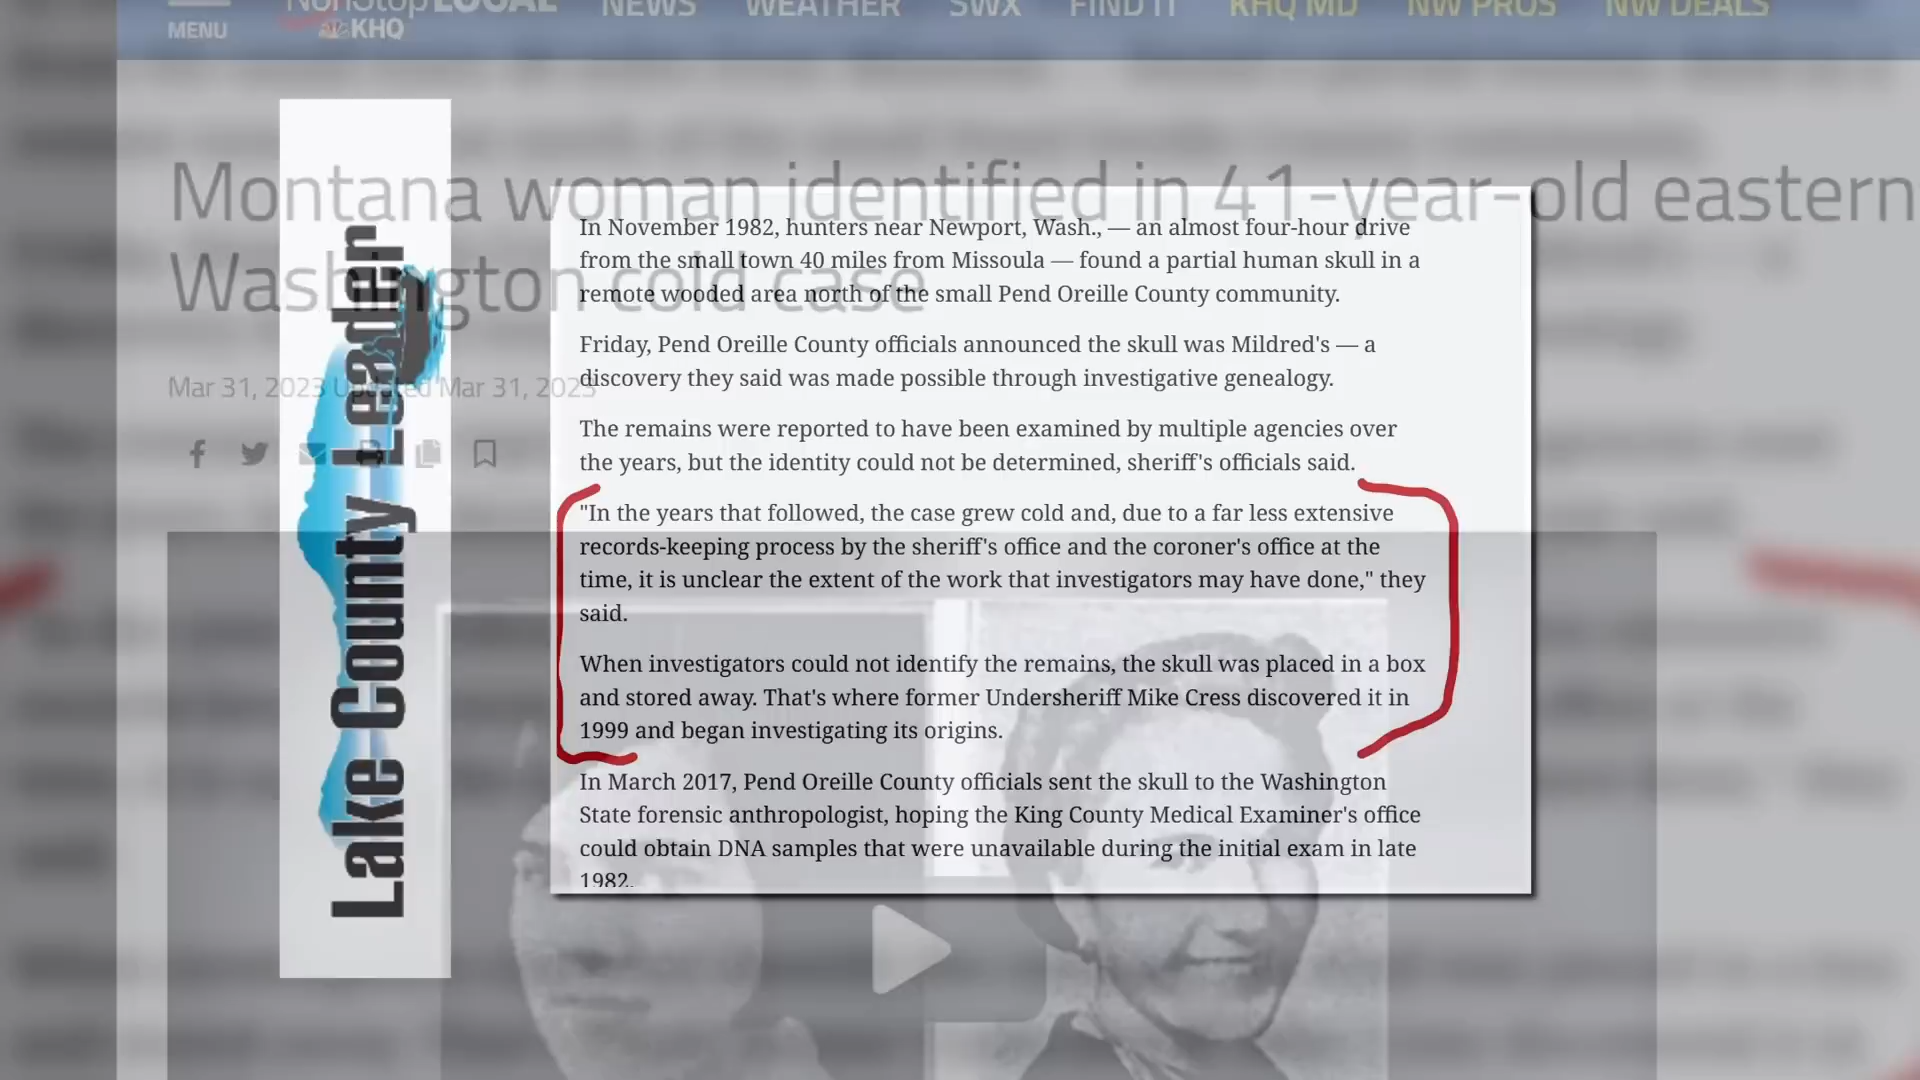 NonStop LOCAL
NEWS WEATHER SWX FIND IT KHQ MD NW PROS NW DEALS
MENU
KHQ
Montana woman identified in 41-year-old eastern
Washington cold case
Mar 31, 2023 Updated Mar 31, 2023
Lake County Leader
In November 1982, hunters near Newport, Wash., — an almost four-hour drive
from the small town 40 miles from Missoula — found a partial human skull in a
remote wooded area north of the small Pend Oreille County community.
Friday, Pend Oreille County officials announced the skull was Mildred's — a
discovery they said was made possible through investigative genealogy.
The remains were reported to have been examined by multiple agencies over
the years, but the identity could not be determined, sheriff's officials said.
"In the years that followed, the case grew cold and, due to a far less extensive
records-keeping process by the sheriff's office and the coroner's office at the
time, it is unclear the extent of the work that investigators may have done," they
said.
When investigators could not identify the remains, the skull was placed in a box
and stored away. That's where former Undersheriff Mike Cress discovered it in
1999 and began investigating its origins.
In March 2017, Pend Oreille County officials sent the skull to the Washington
State forensic anthropologist, hoping the King County Medical Examiner's office
could obtain DNA samples that were unavailable during the initial exam in late
1982.